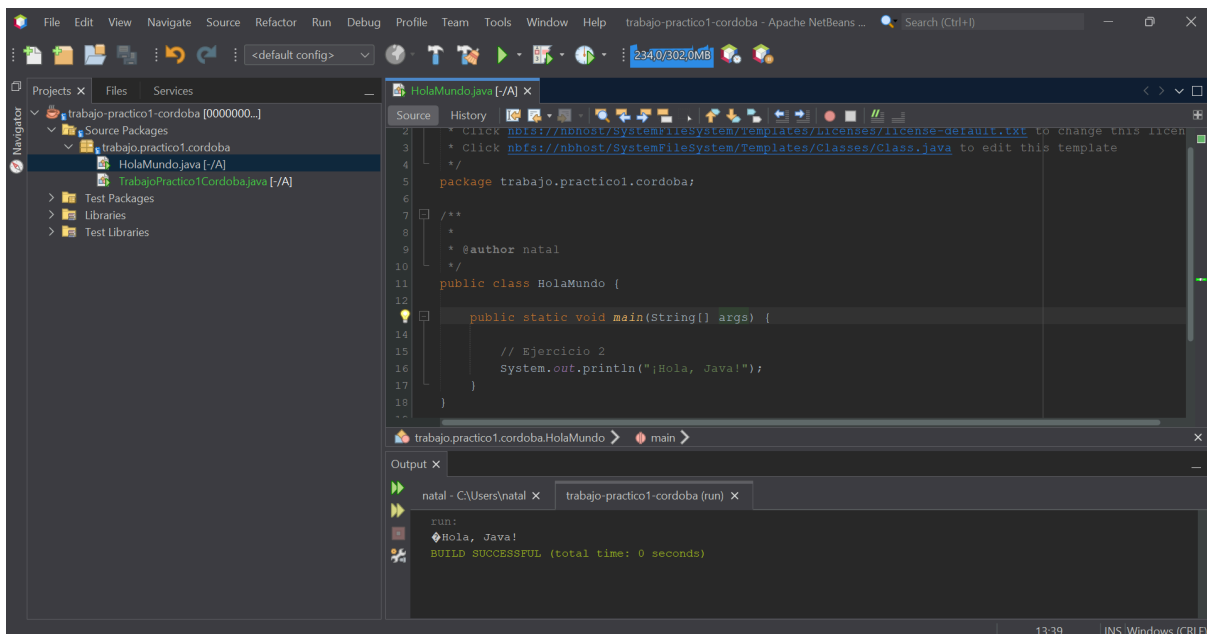 File Edit View Navigate Source Refactor Run Debug Profile Team Tools Window Help trabajo-practico1-cordoba - Apache NetBeans ... Search (Ctrl+I)
<default config> 234,0/302,0MB
Projects Files Services
Navigator
trabajo-practico1-cordoba [0000000...]
Source Packages
trabajo.practico1.cordoba
HolaMundo.java [-/A]
TrabajoPractico1Cordoba.java [-/A]
Test Packages
Libraries
Test Libraries
HolaMundo.java [-/A]
Source History
2 * Click nbfs://nbhost/SystemFileSystem/Templates/Licenses/license-default.txt to change this licen
3 * Click nbfs://nbhost/SystemFileSystem/Templates/Classes/Class.java to edit this template
4 */
5 package trabajo.practico1.cordoba;
6
7 /**
8 *
9 * @author natal
10 */
11 public class HolaMundo {
12
public static void main(String[] args) {
14
15 // Ejercicio 2
16 System.out.println("¡Hola, Java!");
17 }
18 }
trabajo.practico1.cordoba.HolaMundo main
Output
natal - C:\Users\natal trabajo-practico1-cordoba (run)
run:
�Hola, Java!
BUILD SUCCESSFUL (total time: 0 seconds)
13:39 INS Windows (CRLF)